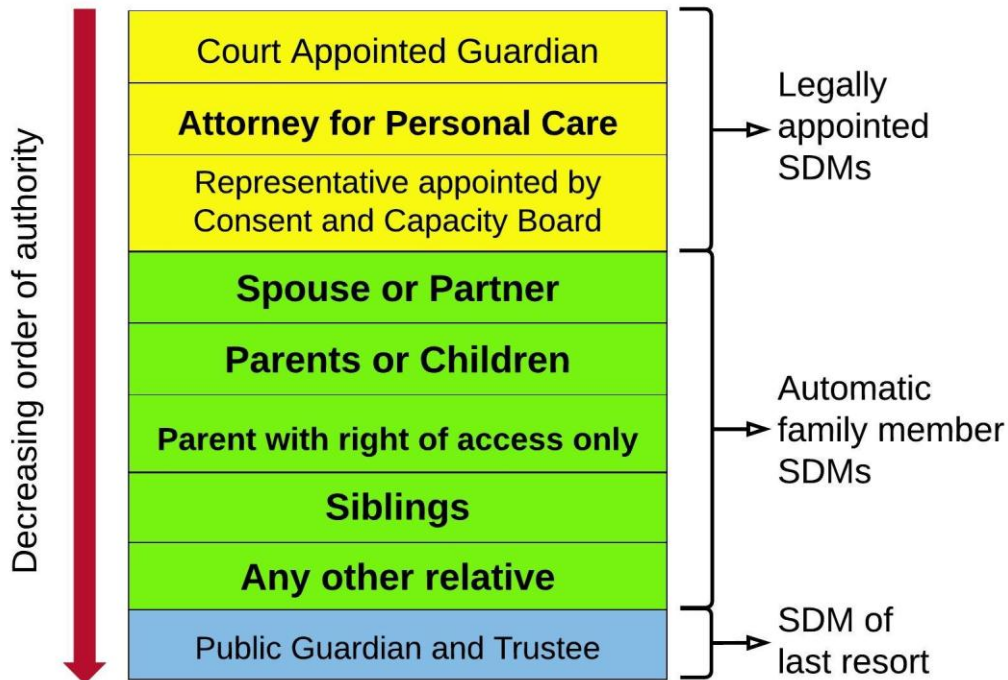 Decreasing order of authority
Court Appointed Guardian
Attorney for Personal Care
Representative appointed by
Consent and Capacity Board
Spouse or Partner
Parents or Children
Parent with right of access only
Siblings
Any other relative
Public Guardian and Trustee
Legally
appointed
SDMs
Automatic
family member
SDMs
SDM of
last resort